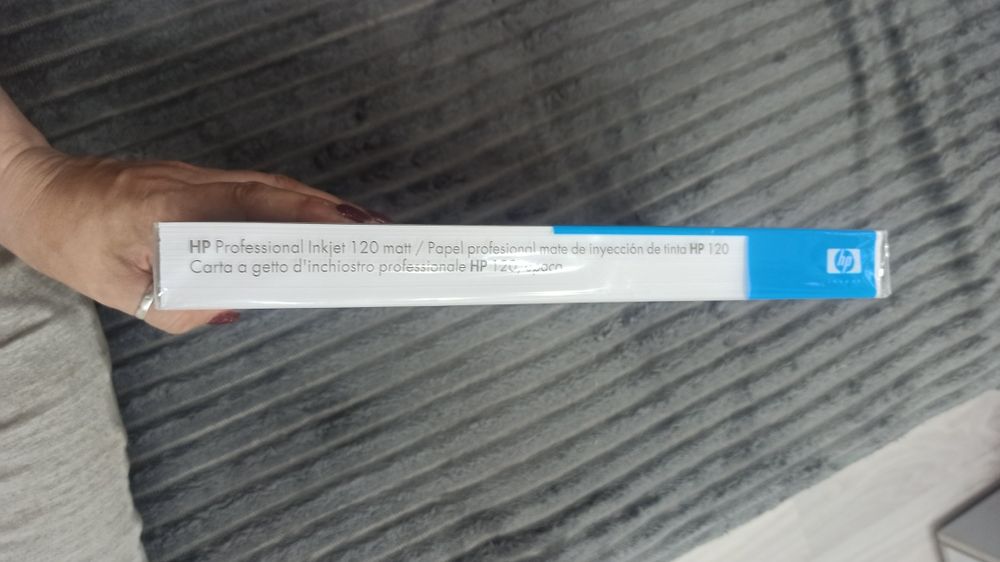 HP Professional Inkjet 120 matt / Papel profesional mate de inyección de tinta HP 120
Carta a getto d'inchiostro professionale HP 120, opaca
hp